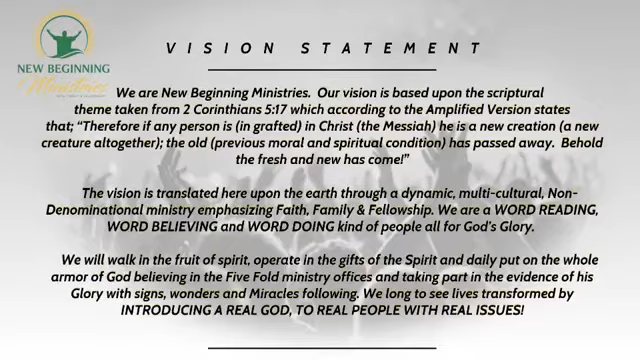 NEW BEGINNING
Ministries
VISION STATEMENT
We are New Beginning Ministries. Our vision is based upon the scriptural
theme taken from 2 Corinthians 5:17 which according to the Amplified Version states
that; “Therefore if any person is (in grafted) in Christ (the Messiah) he is a new creation (a new
creature altogether); the old (previous moral and spiritual condition) has passed away. Behold
the fresh and new has come!”
The vision is translated here upon the earth through a dynamic, multi-cultural, Non-
Denominational ministry emphasizing Faith, Family & Fellowship. We are a WORD READING,
WORD BELIEVING and WORD DOING kind of people all for God’s Glory.
We will walk in the fruit of spirit, operate in the gifts of the Spirit and daily put on the whole
armor of God believing in the Five Fold ministry offices and taking part in the evidence of his
Glory with signs, wonders and Miracles following. We long to see lives transformed by
INTRODUCING A REAL GOD, TO REAL PEOPLE WITH REAL ISSUES!